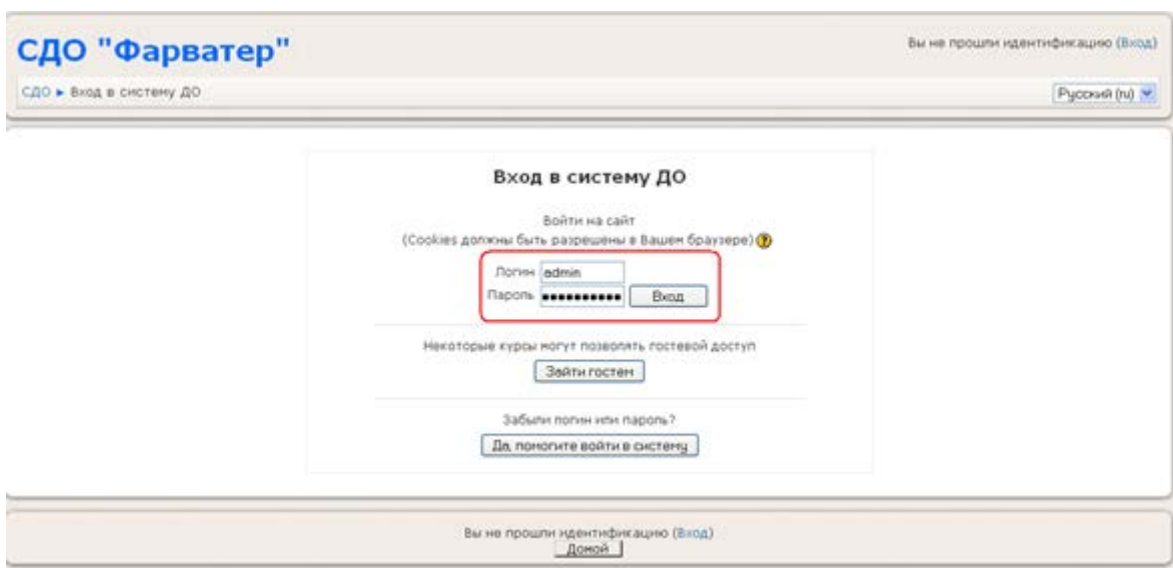 СДО "Фарватер"
Вы не прошли идентификацию (Вход)
СДО ► Вход в систему ДО
Русский (ru)
Вход в систему ДО
Войти на сайт
(Cookies должны быть разрешены в Вашем браузере) ?
Логин admin
Пароль ●●●●●●●●●● Вход
Некоторые курсы могут позволять гостевой доступ
Зайти гостем
Забыли логин или пароль?
Да, помогите войти в систему
Вы не прошли идентификацию (Вход)
Домой